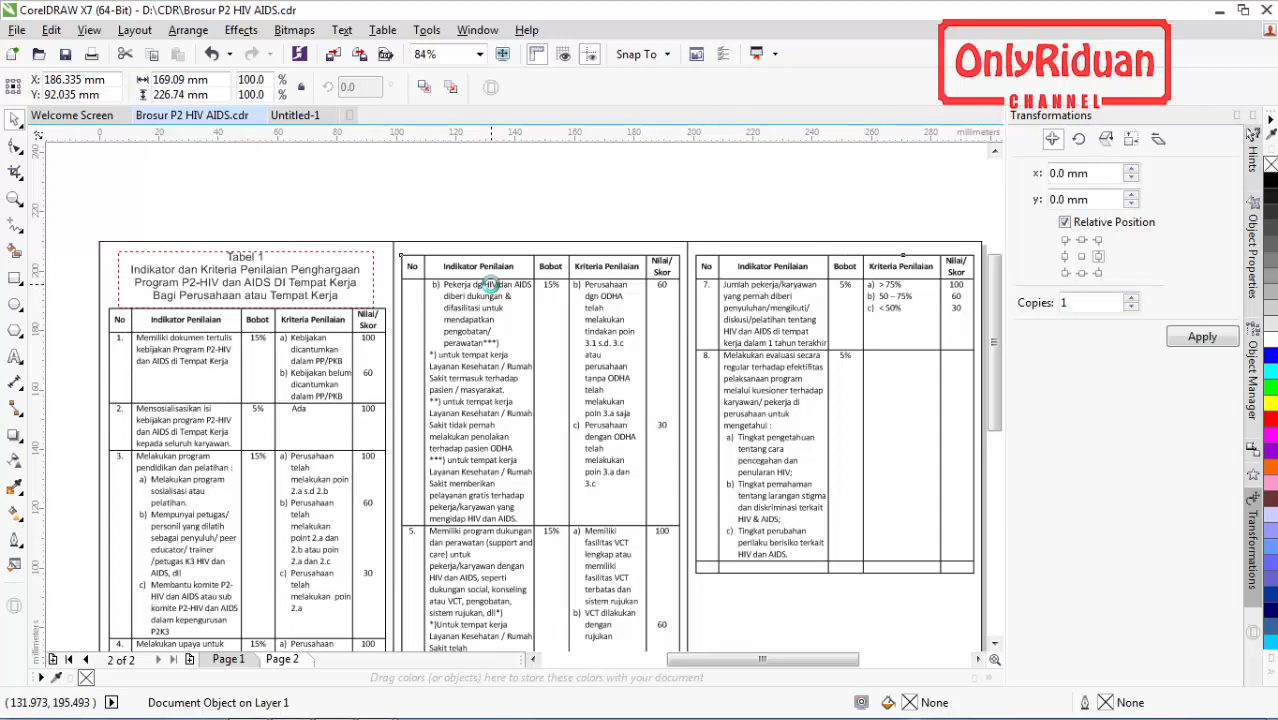 CorelDRAW X7 (64-Bit) - D:\CDR\Brosur P2 HIV AIDS.cdr
File Edit View Layout Arrange Effects Bitmaps Text Table Tools Window Help
84% Snap To
OnlyRiduan
CHANNEL
X: 186.335 mm 169.09 mm 100.0 %
Y: 92.035 mm 226.74 mm 100.0 %
0.0
Welcome Screen Brosur P2 HIV AIDS.cdr Untitled-1
Transformations
100 120 140 160 180 200 220 240 260 280 millimeters
x: 0.0 mm
y: 0.0 mm
Relative Position
Copies: 1
Apply
Hints
Object Properties
Object Manager
Transformations
Tabel 1
Indikator dan Kriteria Penilaian Penghargaan
Program P2-HIV dan AIDS DI Tempat Kerja
Bagi Perusahaan atau Tempat Kerja
No Indikator Penilaian Bobot Kriteria Penilaian Nilai/
Skor
1. Memiliki dokumen tertulis 15% a) Kebijakan 100
kebijakan Program P2-HIV dicantumkan
dan AIDS di Tempat Kerja dalam PP/PKB
b) Kebijakan belum 60
dicantumkan
dalam PP/PKB
2. Mensosialisasikan isi 5% Ada 100
kebijakan program P2-HIV
dan AIDS di Tempat Kerja
kepada seluruh karyawan.
3. Melakukan program 15% a) Perusahaan 100
pendidikan dan pelatihan : telah
a) Melakukan program melakukan poin
sosialisasi atau 2.a s.d 2.b
pelatihan. b) Perusahaan 60
b) Mempunyai petugas/ telah
personil yang dilatih melakukan
sebagai penyuluh/ peer point 2.a dan
educator/ trainer 2.b atau poin
/petugas K3 HIV dan 2.a dan 2.c
AIDS, dll c) Perusahaan 30
c) Membantu komite P2- telah
HIV dan AIDS atau sub melakukan poin
komite P2-HIV dan AIDS 2.a
dalam kepengurusan
P2K3
4. Melakukan upaya untuk 15% a) Perusahaan 100
No Indikator Penilaian Bobot Kriteria Penilaian Nilai/
Skor
b) Pekerja dg HIV dan AIDS 15% b) Perusahaan 60
diberi dukungan & dgn ODHA
difasilitasi untuk telah
mendapatkan melakukan
pengobatan/ tindakan poin
perawatan***) 3.1 s.d. 3.c
*) untuk tempat kerja atau
Layanan Kesehatan / Rumah perusahaan
Sakit termasuk terhadap tanpa ODHA
pasien / masyarakat. telah
**) untuk tempat kerja melakukan
Layanan Kesehatan / Rumah poin 3.a saja
Sakit tidak pernah c) Perusahaan 30
melakukan penolakan dengan ODHA
terhadap pasien ODHA telah
***) untuk tempat kerja melakukan
Layanan Kesehatan / Rumah poin 3.a dan
Sakit memberikan 3.c
pelayanan gratis terhadap
pekerja/karyawan yang
mengidap HIV dan AIDS.
5. Memiliki program dukungan 15% a) Memiliki 100
dan perawatan (support and fasilitas VCT
care) untuk lengkap atau
pekerja/karyawan dengan memiliki
HIV dan AIDS, seperti fasilitas VCT
dukungan social, konseling terbatas dan
atau VCT, pengobatan, sistem rujukan
sistem rujukan, dll*) b) VCT dilakukan
*)Untuk tempat kerja dengan 60
Layanan Kesehatan / Rumah rujukan
Sakit telah
No Indikator Penilaian Bobot Kriteria Penilaian Nilai/
Skor
7. Jumlah pekerja/karyawan 5% a) > 75% 100
yang pernah diberi b) 50 – 75% 60
penyuluhan/mengikuti/ c) < 50% 30
diskusi/pelatihan tentang
HIV dan AIDS di tempat
kerja dalam 1 tahun terakhir
8. Melakukan evaluasi secara 5%
regular terhadap efektifitas
pelaksanaan program
melalui kuesioner terhadap
karyawan/ pekerja di
perusahaan untuk
mengetahui :
a) Tingkat pengetahuan
tentang cara
pencegahan dan
penularan HIV;
b) Tingkat pemahaman
tentang larangan stigma
dan diskriminasi terkait
HIV & AIDS;
c) Tingkat perubahan
perilaku berisiko terkait
HIV dan AIDS.
2 of 2 Page 1 Page 2
Drag colors (or objects) here to store these colors with your document
(131.973, 195.493) Document Object on Layer 1 None None